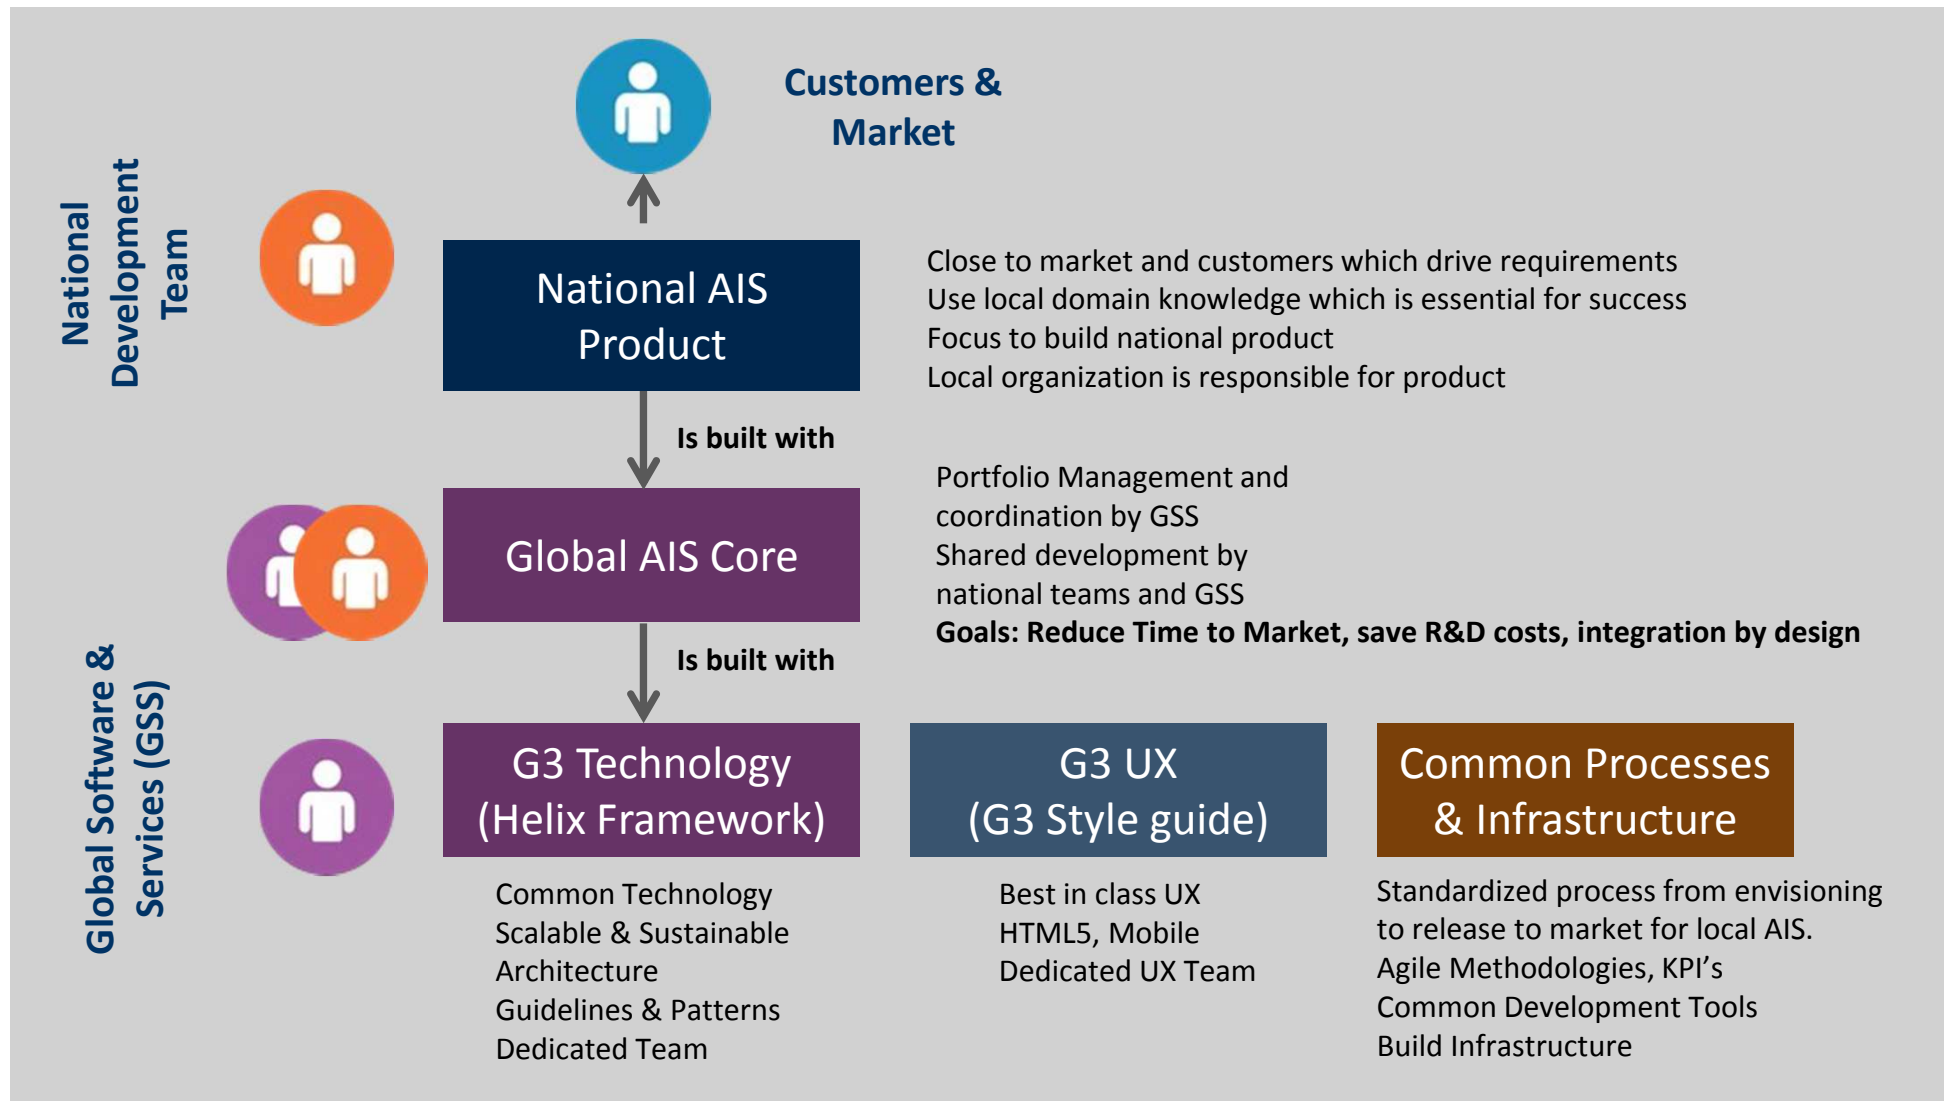 Customers &
Market
National
Development
Team
National AIS
Product
Close to market and customers which drive requirements
Use local domain knowledge which is essential for success
Focus to build national product
Local organization is responsible for product
Is built with
Global AIS Core
Portfolio Management and
coordination by GSS
Shared development by
national teams and GSS
Goals: Reduce Time to Market, save R&D costs, integration by design
Is built with
Global Software &
Services (GSS)
G3 Technology
(Helix Framework)
Common Technology
Scalable & Sustainable
Architecture
Guidelines & Patterns
Dedicated Team
G3 UX
(G3 Style guide)
Best in class UX
HTML5, Mobile
Dedicated UX Team
Common Processes
& Infrastructure
Standardized process from envisioning
to release to market for local AIS.
Agile Methodologies, KPI’s
Common Development Tools
Build Infrastructure